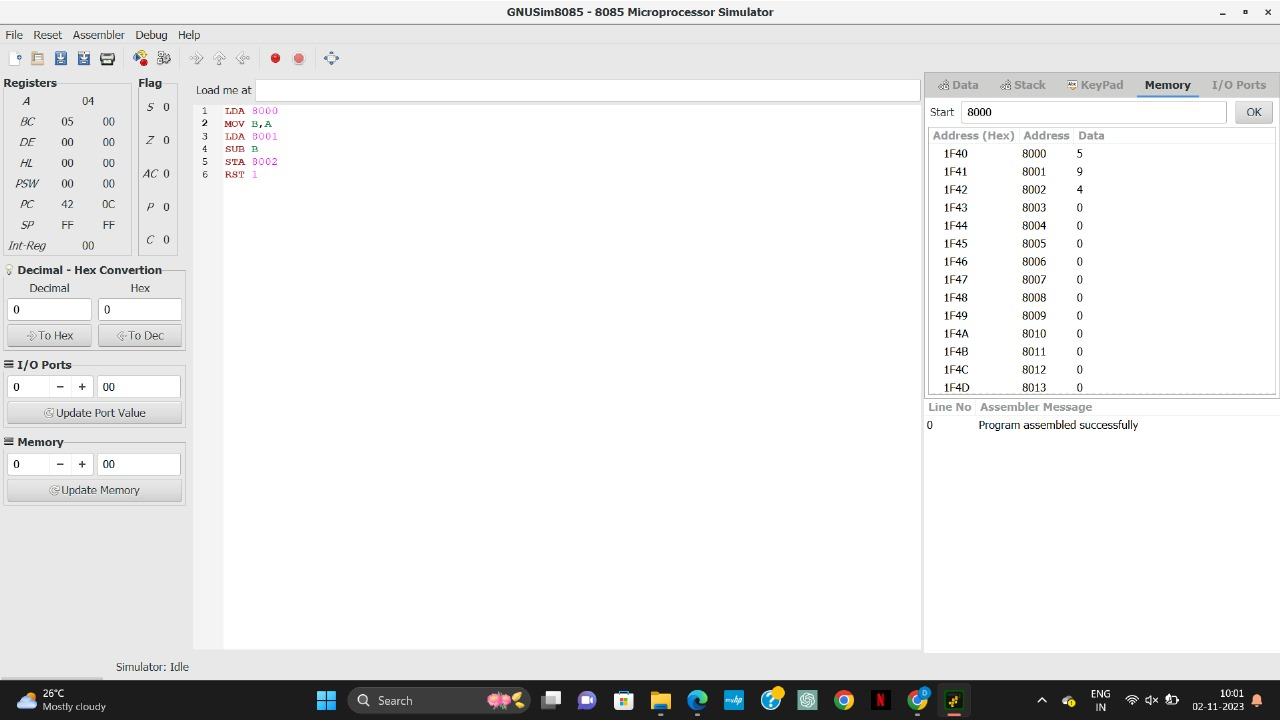 GNUSim8085 - 8085 Microprocessor Simulator
File Reset Assembler Debug Help
Registers
A 04
BC 05 00
DE 00 00
HL 00 00
PSW 00 00
PC 42 0C
SP FF FF
Int-Reg 00
Flag
S 0
Z 0
AC 0
P 0
C 0
Decimal - Hex Convertion
Decimal Hex
0 0
To Hex To Dec
I/O Ports
0 - + 00
Update Port Value
Memory
0 - + 00
Update Memory
Load me at
1 LDA 8000
2 MOV B,A
3 LDA 8001
4 SUB B
5 STA 8002
6 RST 1
Data Stack KeyPad Memory I/O Ports
Start 8000 OK
Address (Hex) Address Data
1F40 8000 5
1F41 8001 9
1F42 8002 4
1F43 8003 0
1F44 8004 0
1F45 8005 0
1F46 8006 0
1F47 8007 0
1F48 8008 0
1F49 8009 0
1F4A 8010 0
1F4B 8011 0
1F4C 8012 0
1F4D 8013 0
Line No Assembler Message
0 Program assembled successfully
Simulator: Idle
26°C
Mostly cloudy
Search
ENG
IN
10:01
02-11-2023